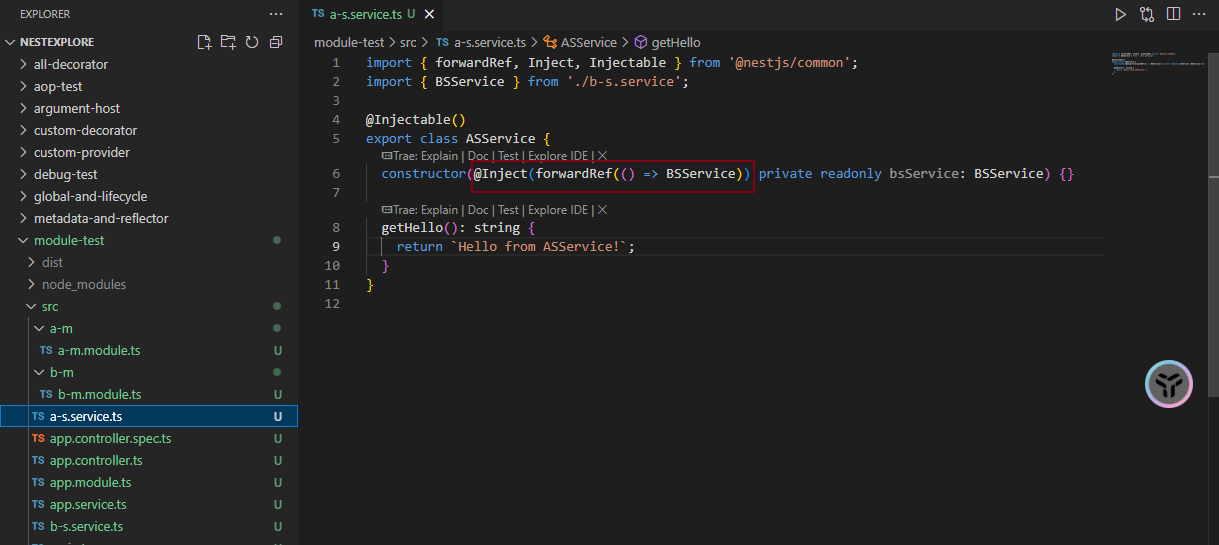 EXPLORER
NESTEXPLORE
all-decorator
aop-test
argument-host
custom-decorator
custom-provider
debug-test
global-and-lifecycle
metadata-and-reflector
module-test
dist
node_modules
src
a-m
TS a-m.module.ts U
b-m
TS b-m.module.ts U
TS a-s.service.ts U
TS app.controller.spec.ts U
TS app.controller.ts U
TS app.module.ts U
TS app.service.ts U
TS b-s.service.ts U
TS a-s.service.ts U
module-test > src > TS a-s.service.ts > ASService > getHello
1 import { forwardRef, Inject, Injectable } from '@nestjs/common';
2 import { BSService } from './b-s.service';
3
4 @Injectable()
5 export class ASService {
Trae: Explain | Doc | Test | Explore IDE | X
6 constructor(@Inject(forwardRef(() => BSService)) private readonly bsService: BSService) {}
7
Trae: Explain | Doc | Test | Explore IDE | X
8 getHello(): string {
9 return `Hello from ASService!`;
10 }
11 }
12